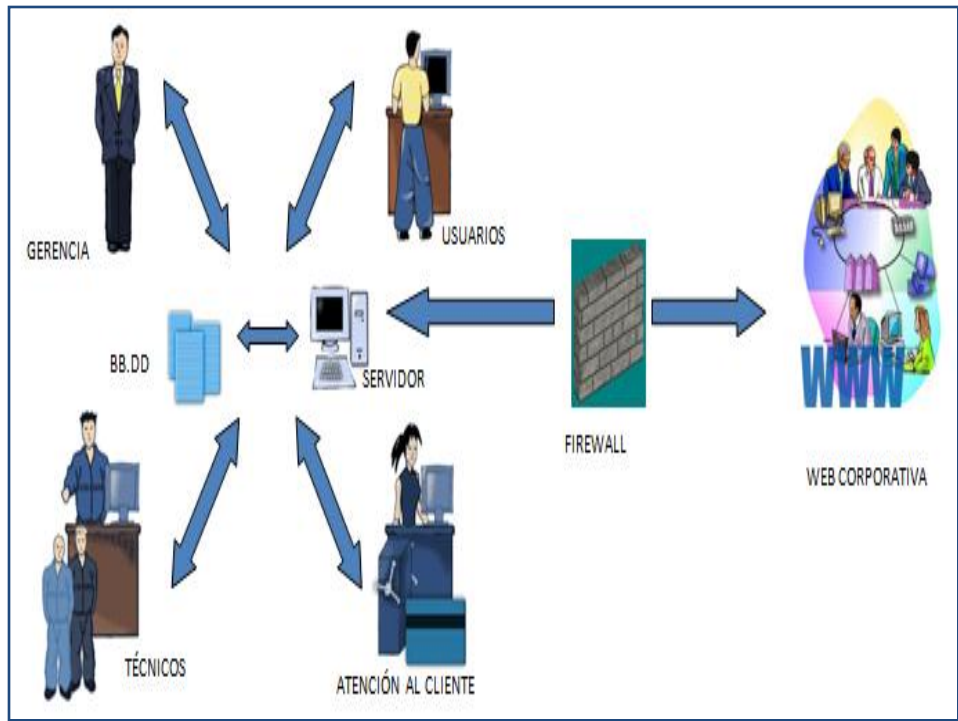 GERENCIA
USUARIOS
BB.DD
SERVIDOR
FIREWALL
WWW
WEB CORPORATIVA
TÉCNICOS
ATENCIÓN AL CLIENTE